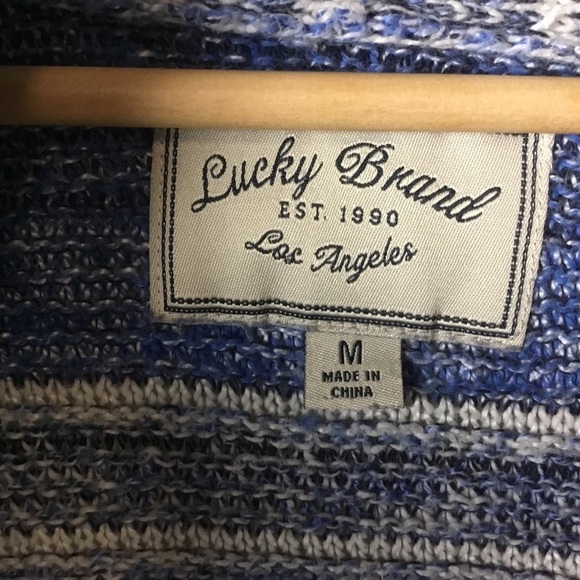 Lucky Brand
EST. 1990
Los Angeles
M
MADE IN
CHINA